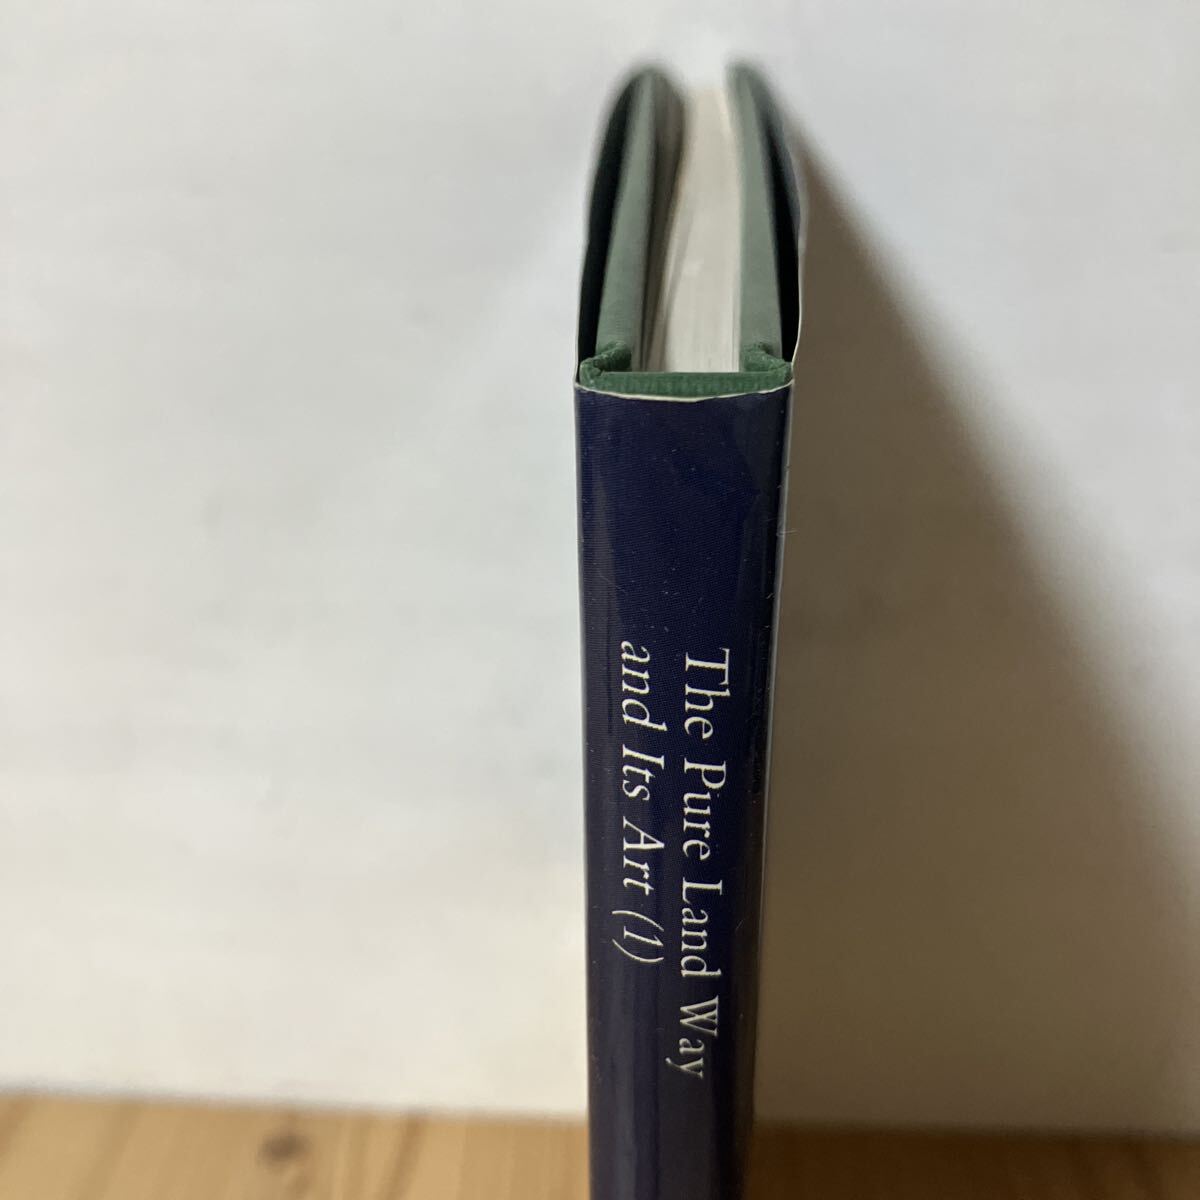 The Pure Land Way
and Its Art (1)